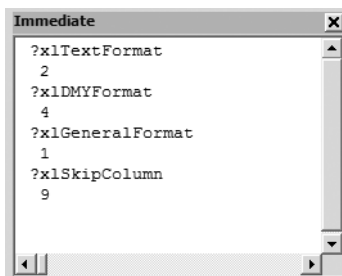 Immediate
?xlTextFormat
2
?xlDMYFormat
4
?xlGeneralFormat
1
?xlSkipColumn
9